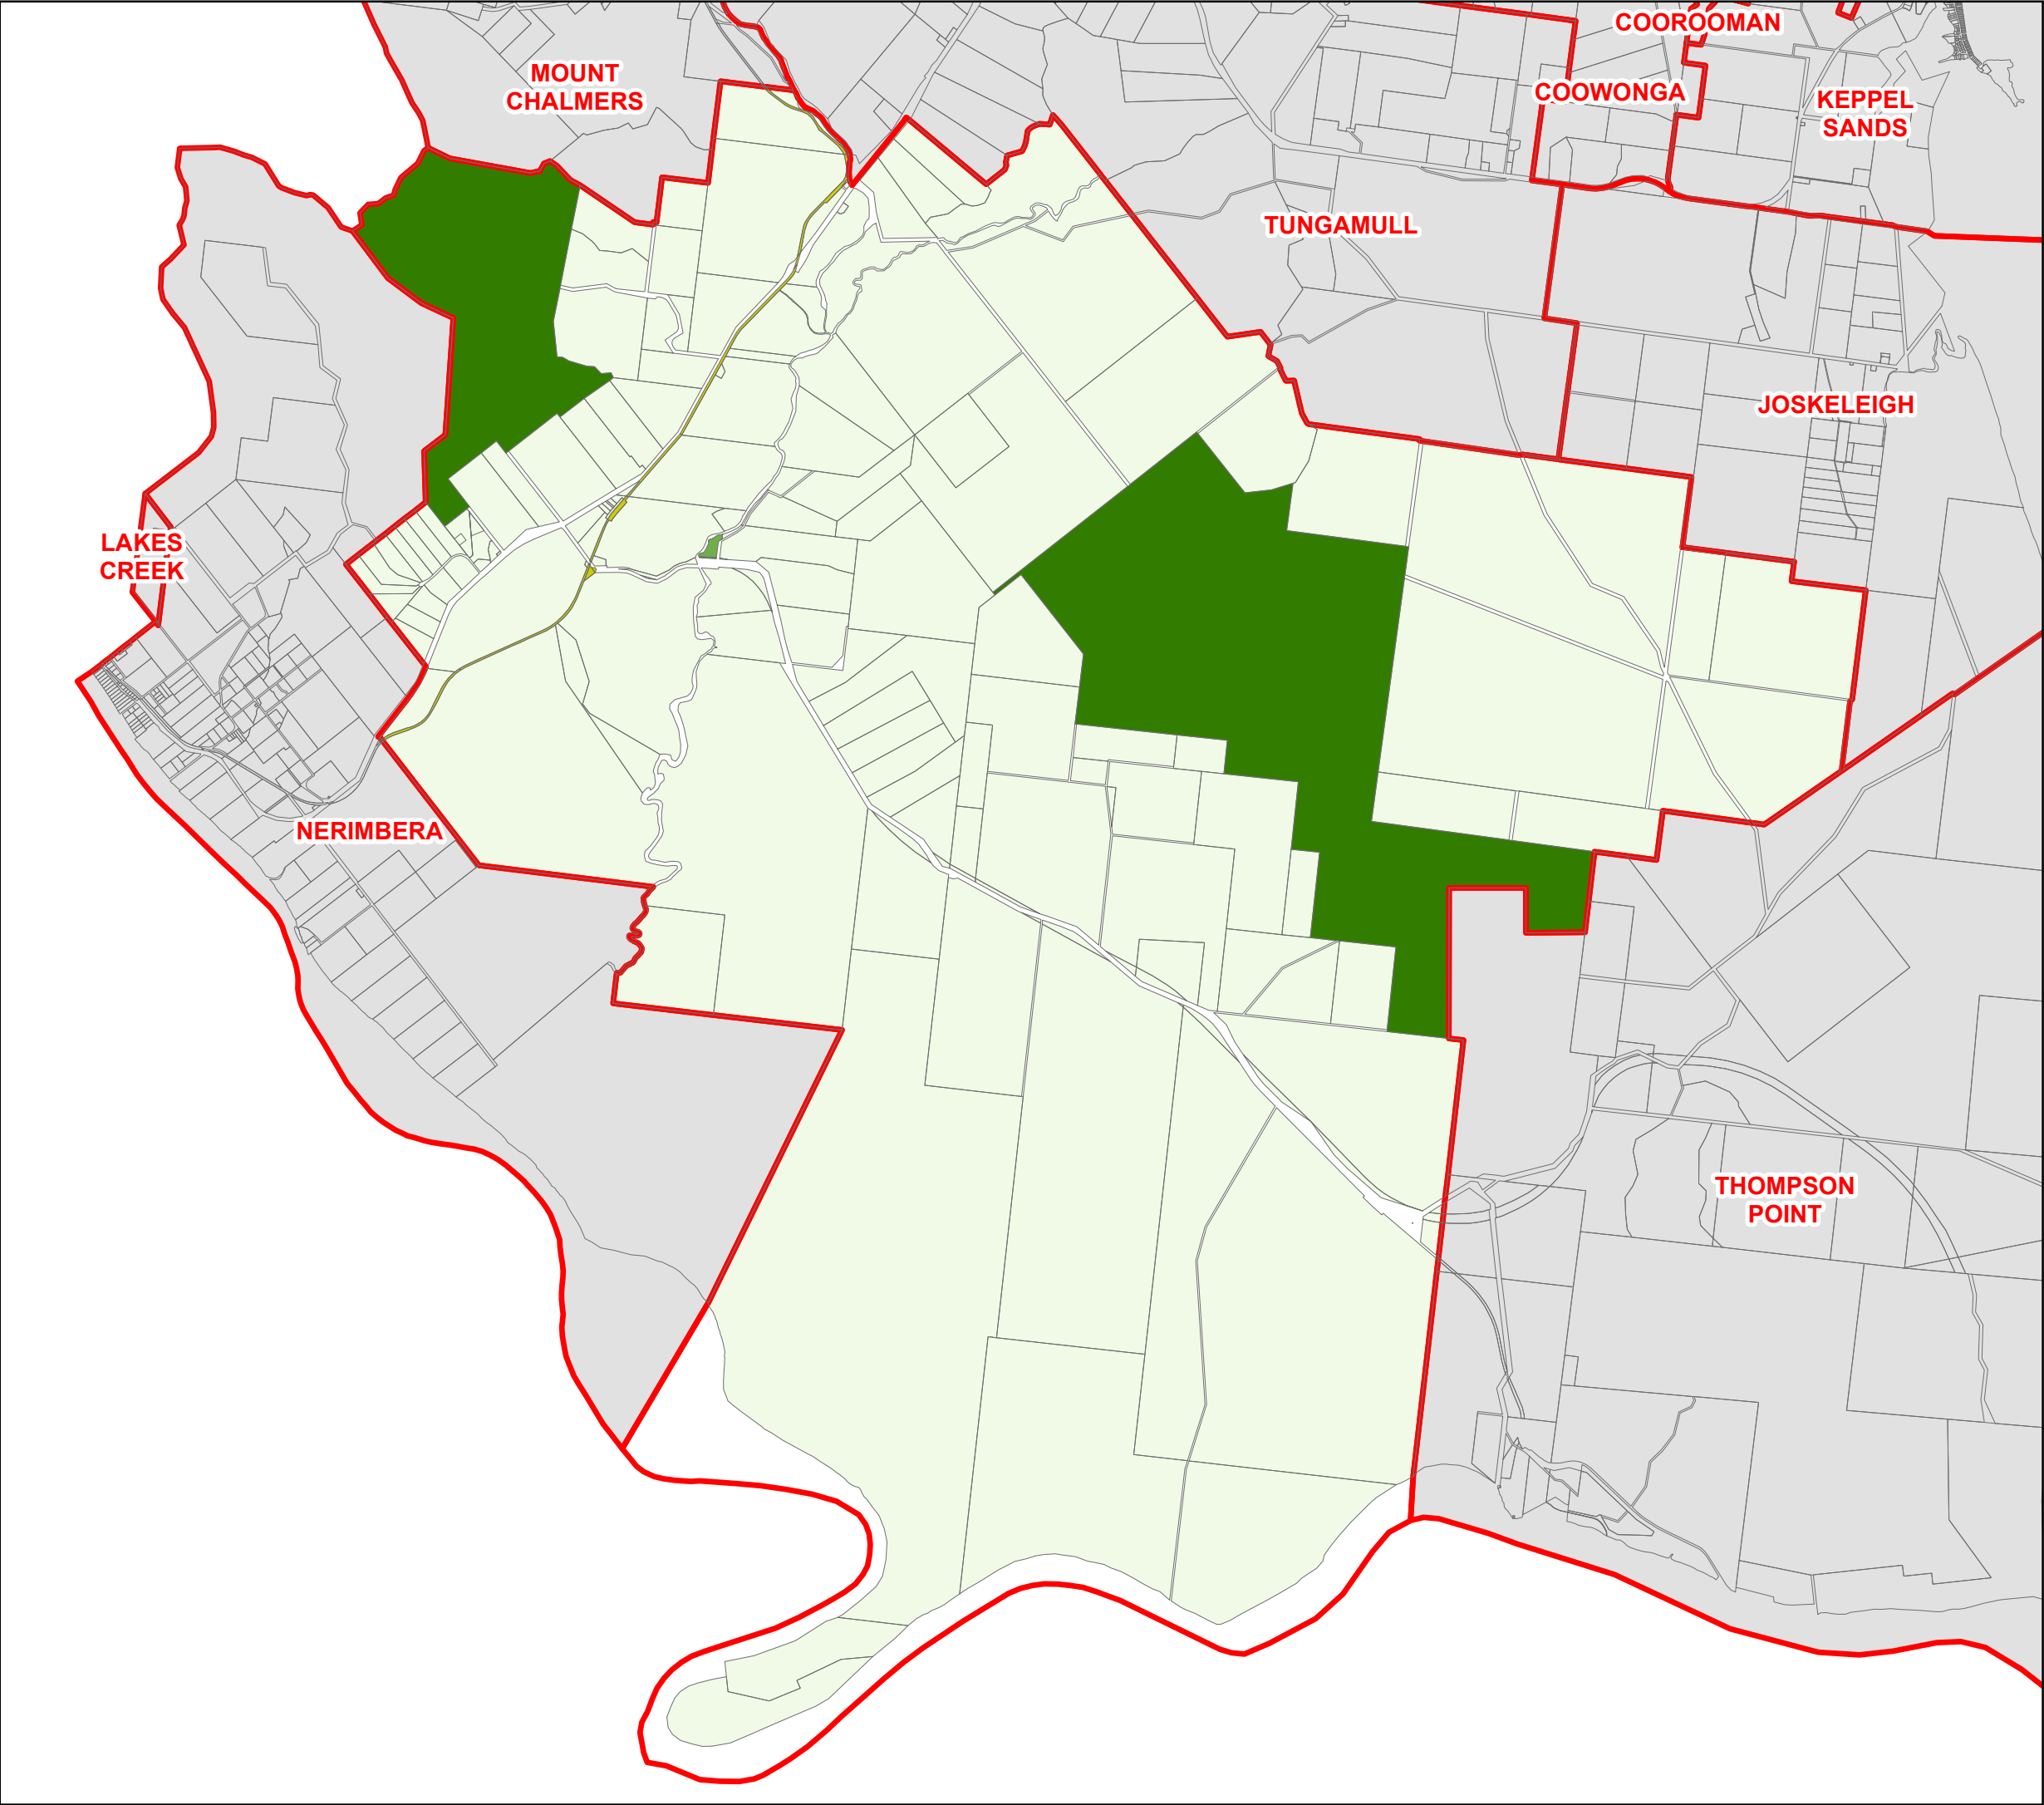 COOROOMAN
MOUNT
CHALMERS
COOWONGA
KEPPEL
SANDS
TUNGAMULL
JOSKELEIGH
LAKES
CREEK
NERIMBERA
THOMPSON
POINT